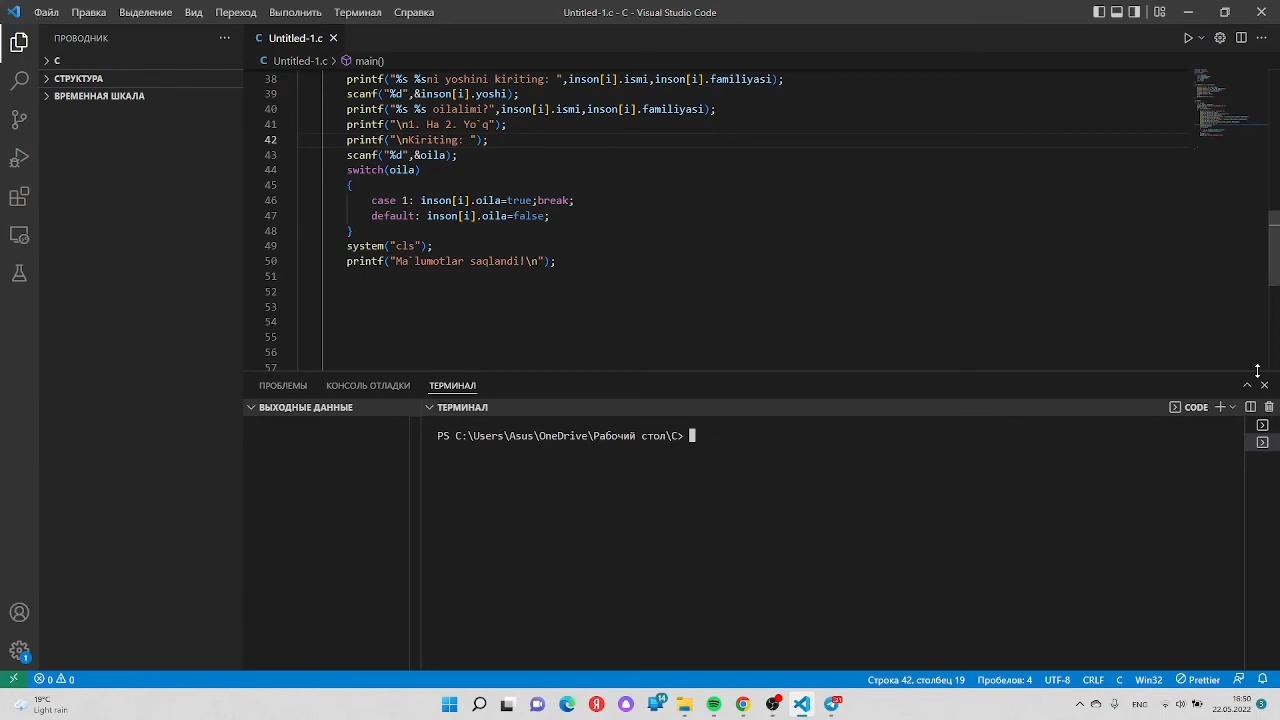 Файл Правка Выделение Вид Переход Выполнить Терминал Справка Untitled-1.c - C - Visual Studio Code
ПРОВОДНИК ···
C Untitled-1.c
C
C Untitled-1.c > main()
СТРУКТУРА
ВРЕМЕННАЯ ШКАЛА
38 printf("%s %sni yoshini kiriting: ",inson[i].ismi,inson[i].familiyasi);
39 scanf("%d",&inson[i].yoshi);
40 printf("%s %s oilalimi?",inson[i].ismi,inson[i].familiyasi);
41 printf("\n1. Ha 2. Yo`q");
42 printf("\nKiriting: ");
43 scanf("%d",&oila);
44 switch(oila)
45 {
46 case 1: inson[i].oila=true;break;
47 default: inson[i].oila=false;
48 }
49 system("cls");
50 printf("Ma`lumotlar saqlandi!\n");
51
52
53
54
55
56
57
ПРОБЛЕМЫ КОНСОЛЬ ОТЛАДКИ ТЕРМИНАЛ
ВЫХОДНЫЕ ДАННЫЕ ТЕРМИНАЛ CODE
PS C:\Users\Asus\OneDrive\Рабочий стол\C>
1
0 0 Строка 42, столбец 19 Пробелов: 4 UTF-8 CRLF C Win32 Prettier
19°C
Light rain
14
ENG
16:50
22.05.2022
3